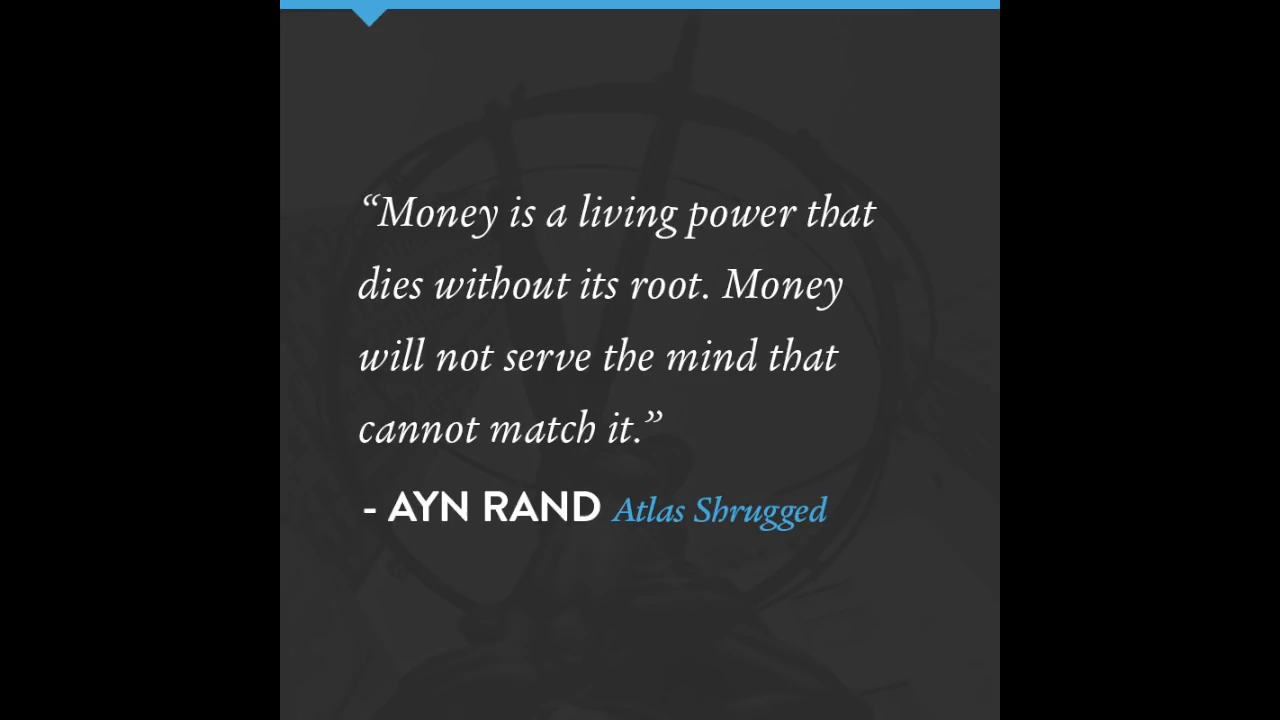 “Money is a living power that
dies without its root. Money
will not serve the mind that
cannot match it.”
- AYN RAND Atlas Shrugged